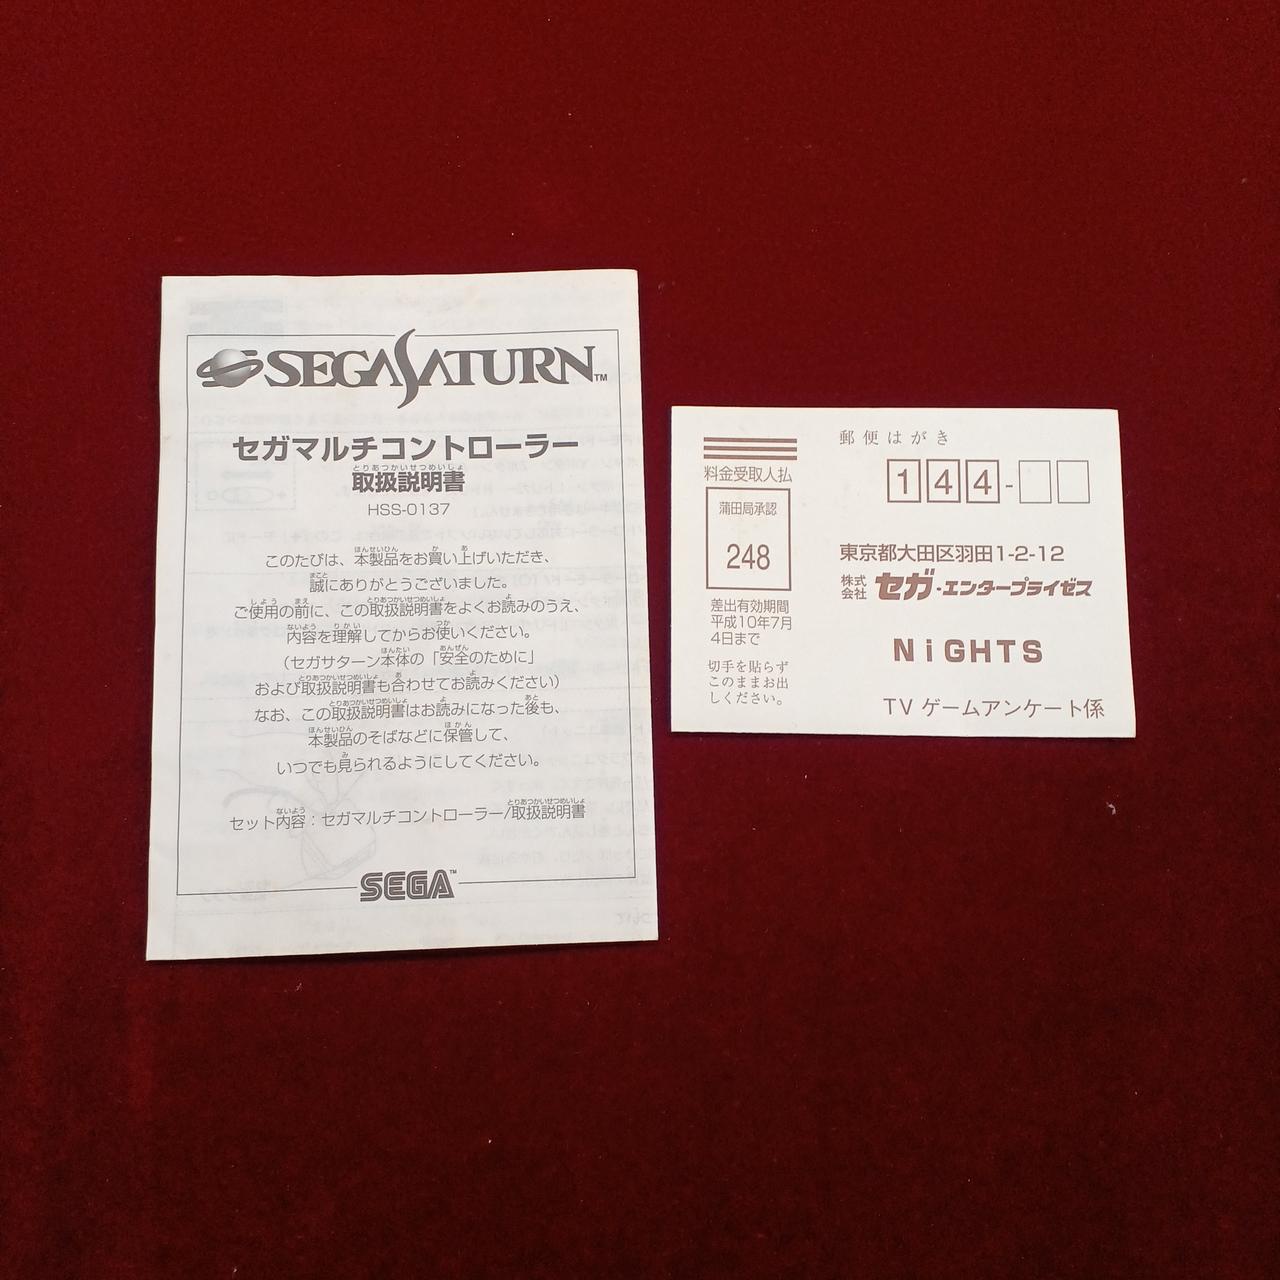 SEGA SATURN™
セガマルチコントローラー
とりあつかいせつめいしょ
取扱説明書
HSS-0137
このたびは、本製品をお買い上げいただき、
誠にありがとうございました。
ご使用の前に、この取扱説明書をよくお読みのうえ、
内容を理解してからお使いください。
(セガサターン本体の「安全のために」
および取扱説明書も合わせてお読みください)
なお、この取扱説明書はお読みになった後も、
本製品のそばなどに保管して、
いつでも見られるようにしてください。
セット内容：セガマルチコントローラー/取扱説明書
SEGA™
郵便はがき
料金受取人払
144-
蒲田局承認
248
差出有効期間
平成10年7月
4日まで
切手を貼らず
このままお出
しください。
東京都大田区羽田1-2-12
株式会社 セガ・エンタープライゼス
NiGHTS
TV ゲームアンケート係